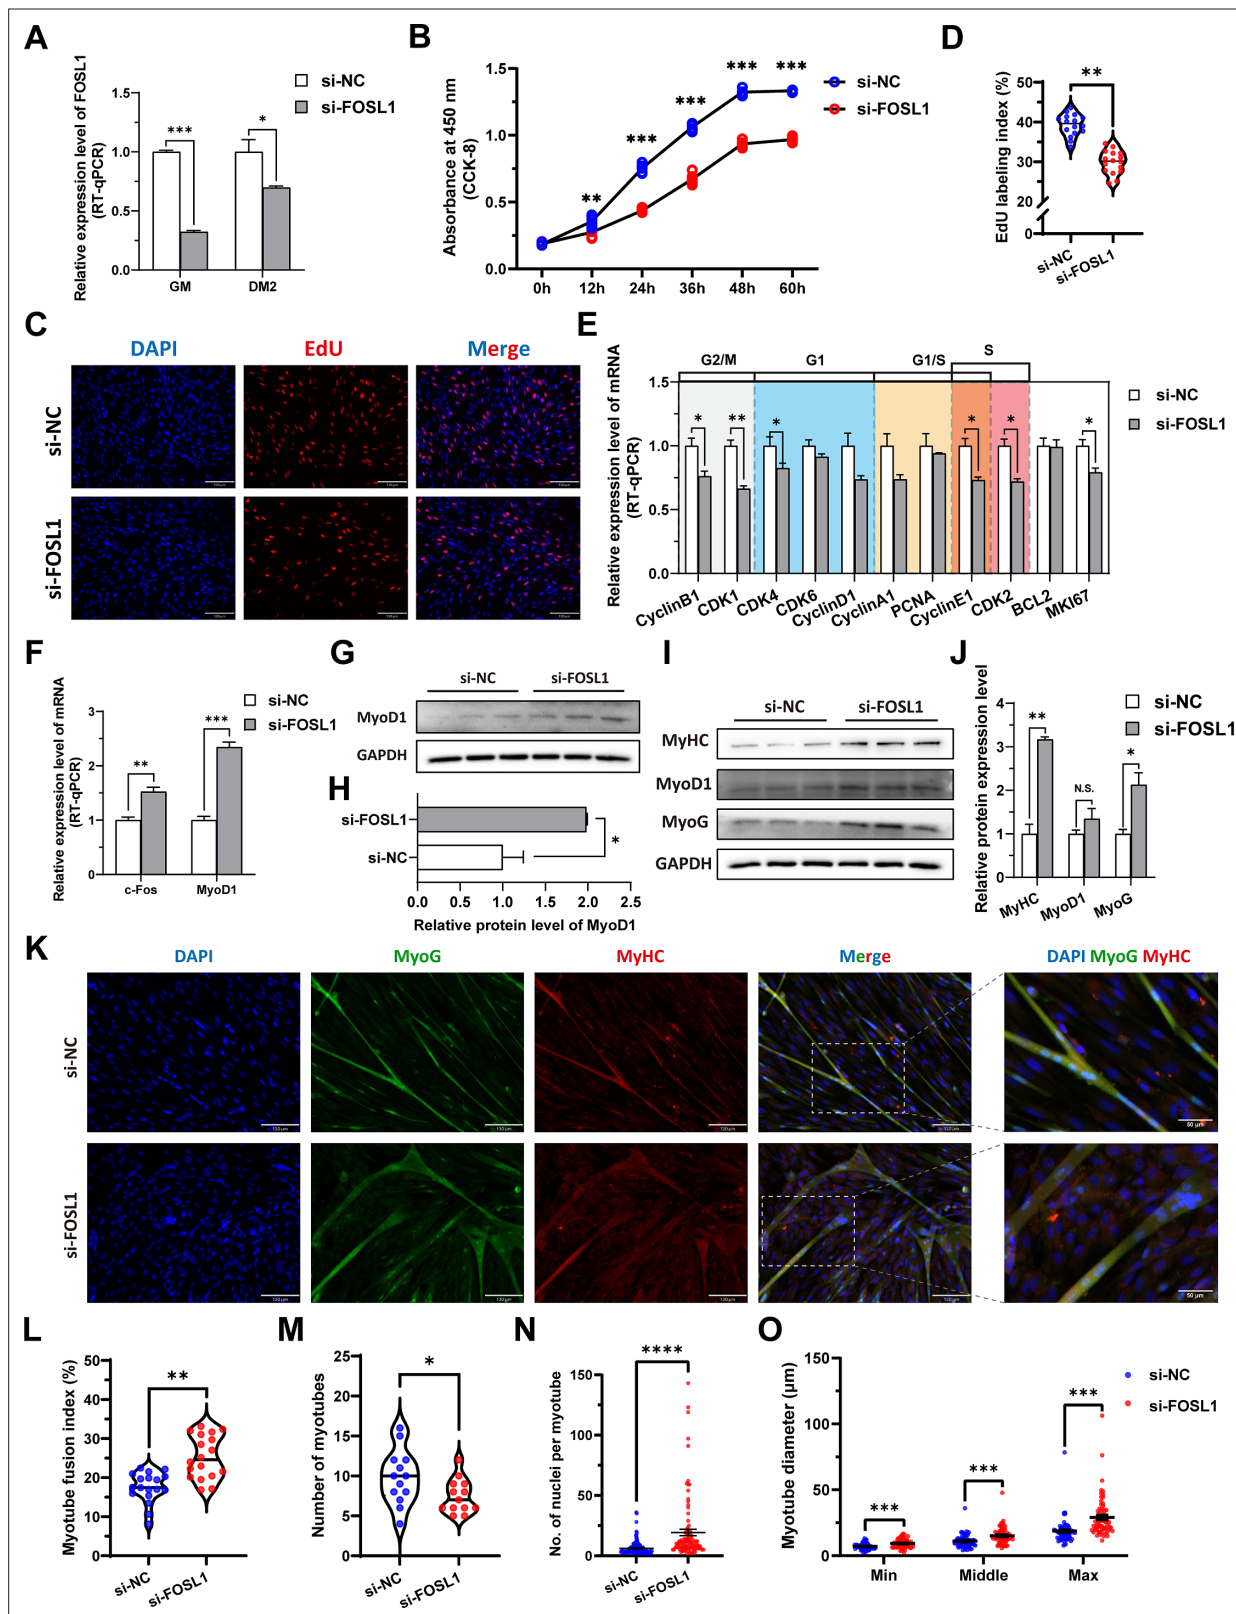 A
si-NC
si-FOSL1
Relative expression level of FOSL1
(RT-qPCR)
1.5
1.0
0.5
0.0
***
*
GM
DM2
B
Absorbance at 450 nm
(CCK-8)
1.5
1.0
0.5
0.0
**
***
***
***
***
si-NC
si-FOSL1
0h
12h
24h
36h
48h
60h
D
EdU labeling index (%)
50
40
30
20
0
**
si-NC
si-FOSL1
C
DAPI
EdU
Merge
si-NC
si-FOSL1
E
G2/M
G1
G1/S
S
Relative expression level of mRNA
(RT-qPCR)
1.5
1.0
0.5
0.0
*
**
*
*
*
*
si-NC
si-FOSL1
CyclinB1
CDK1
CDK4
CDK6
CyclinD1
CyclinA1
PCNA
CyclinE1
CDK2
BCL2
MKI67
F
si-NC
si-FOSL1
Relative expression level of mRNA
(RT-qPCR)
3
2
1
0
**
***
c-Fos
MyoD1
G
si-NC
si-FOSL1
MyoD1
GAPDH
H
si-FOSL1
si-NC
*
0.0
0.5
1.0
1.5
2.0
2.5
Relative protein level of MyoD1
I
si-NC
si-FOSL1
MyHC
MyoD1
MyoG
GAPDH
J
si-NC
si-FOSL1
Relative protein expression level
4
3
2
1
0
**
N.S.
*
MyHC
MyoD1
MyoG
K
DAPI
MyoG
MyHC
Merge
DAPI MyoG MyHC
si-NC
50 μm
si-FOSL1
50 μm
L
Myotube fusion index (%)
50
40
30
20
10
0
**
si-NC
si-FOSL1
M
Number of myotubes
25
20
15
10
5
0
*
si-NC
si-FOSL1
N
No. of nuclei per myotube
150
100
50
25
0
****
si-NC
si-FOSL1
O
Myotube diameter (μm)
150
100
50
0
***
***
***
si-NC
si-FOSL1
Min
Middle
Max